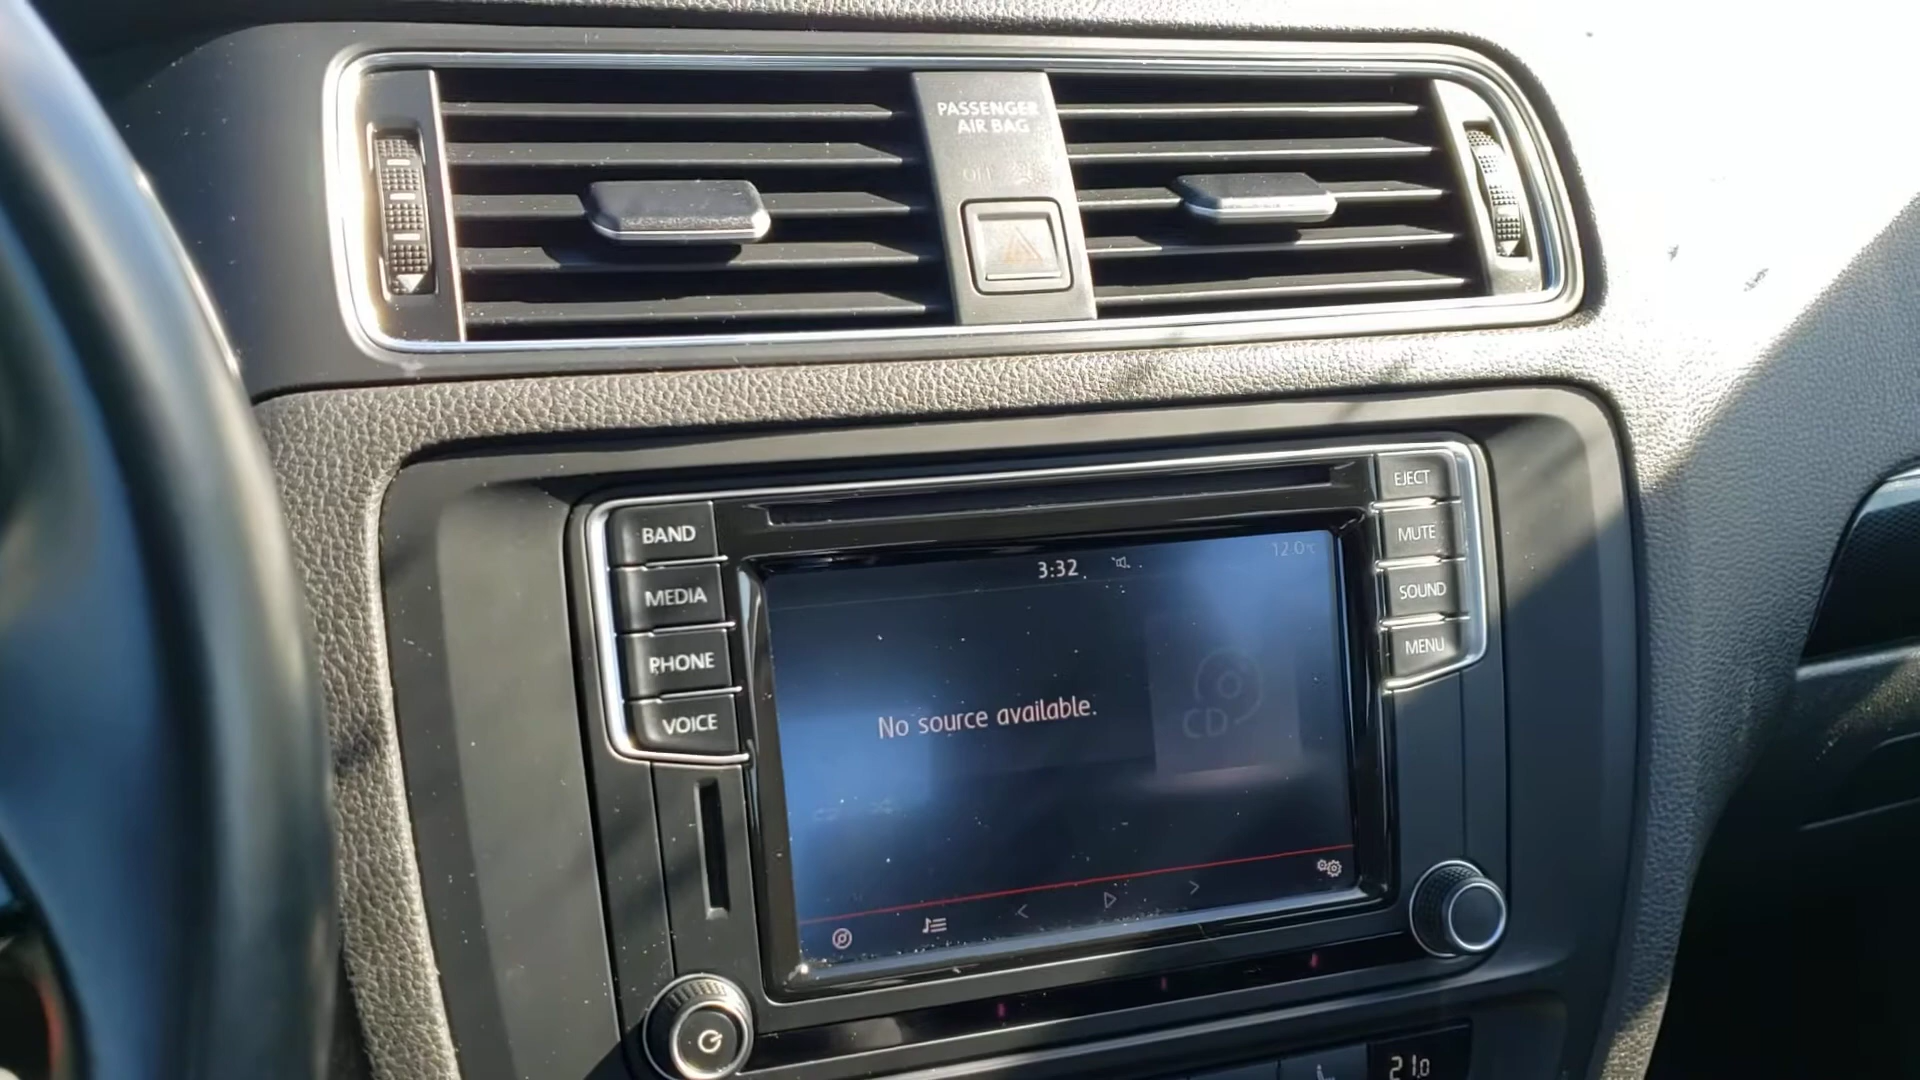 PASSENGER
AIR BAG
OFF
BAND
MEDIA
PHONE
VOICE
EJECT
MUTE
SOUND
MENU
3:32
12.0°C
No source available.
CD
21.0